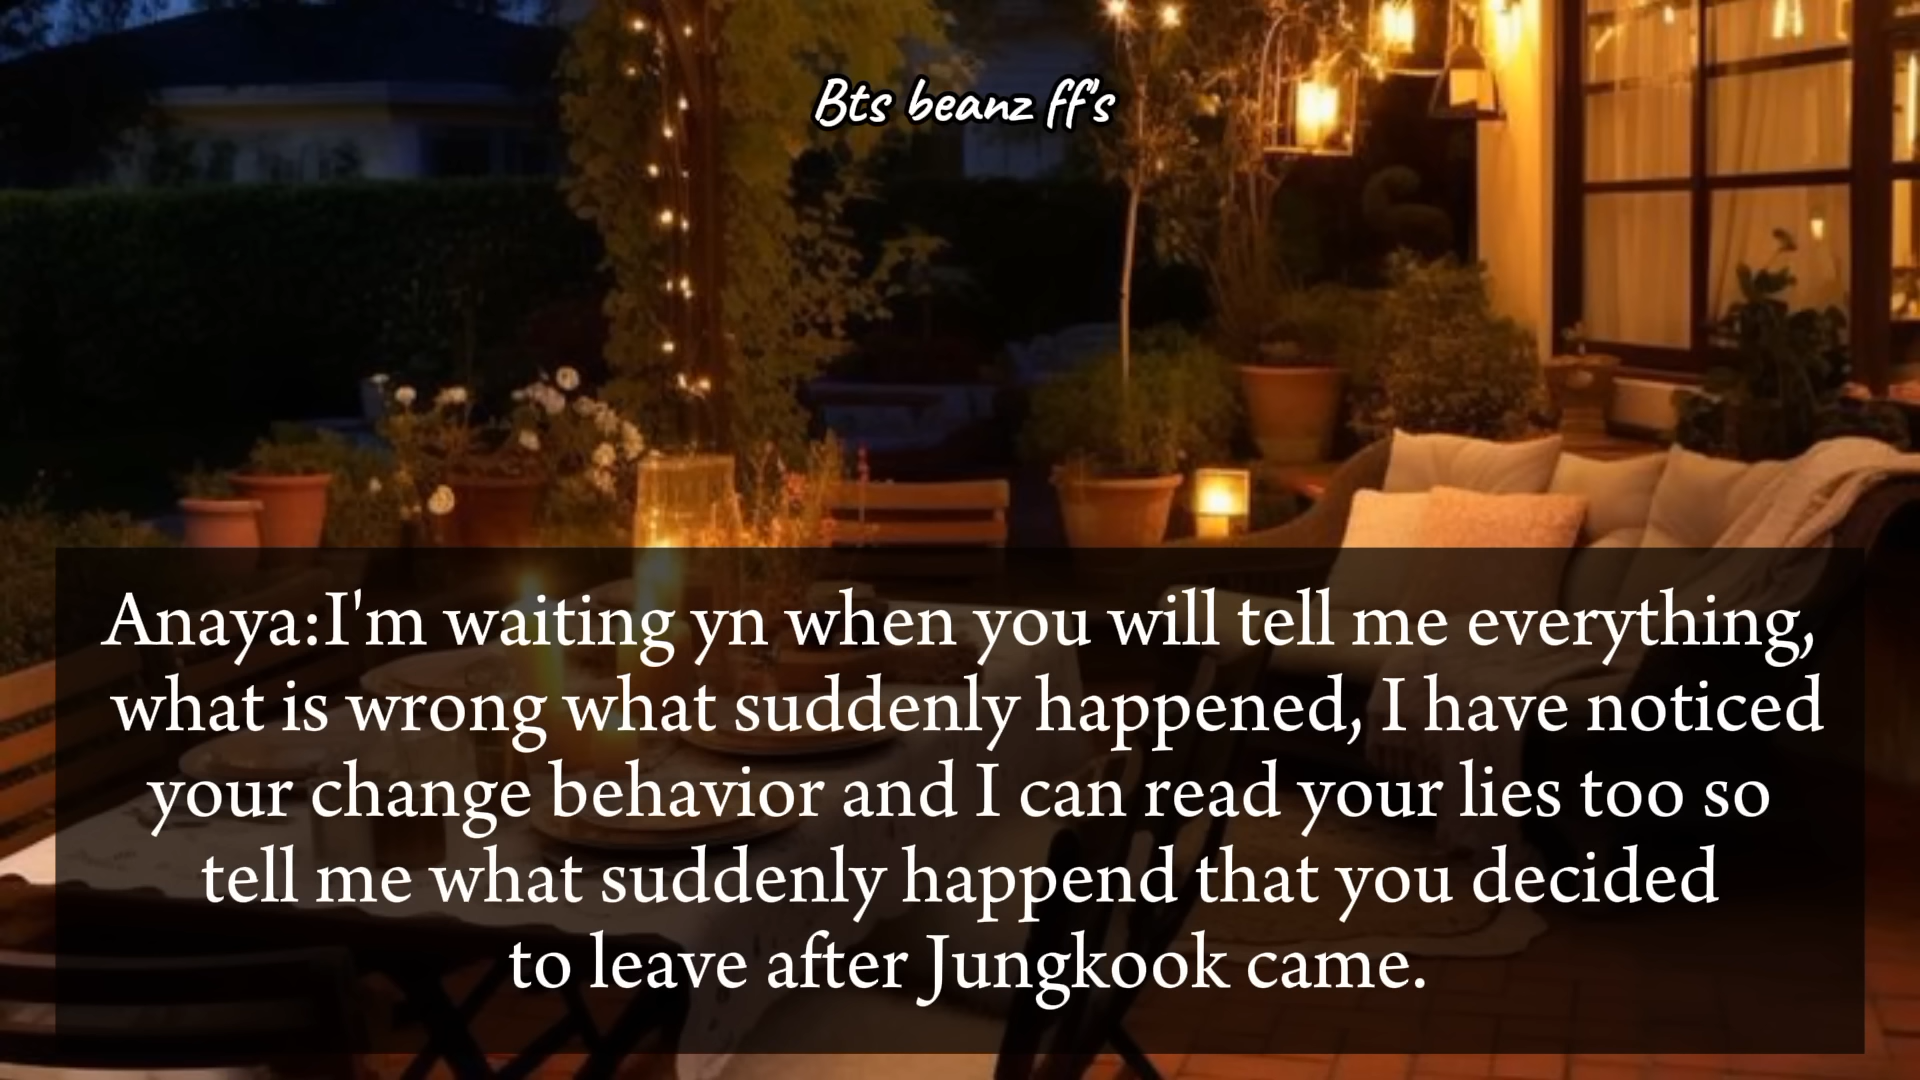 Bts beanz ff's
Anaya:I'm waiting yn when you will tell me everything,
what is wrong what suddenly happened, I have noticed
your change behavior and I can read your lies too so
tell me what suddenly happend that you decided
to leave after Jungkook came.